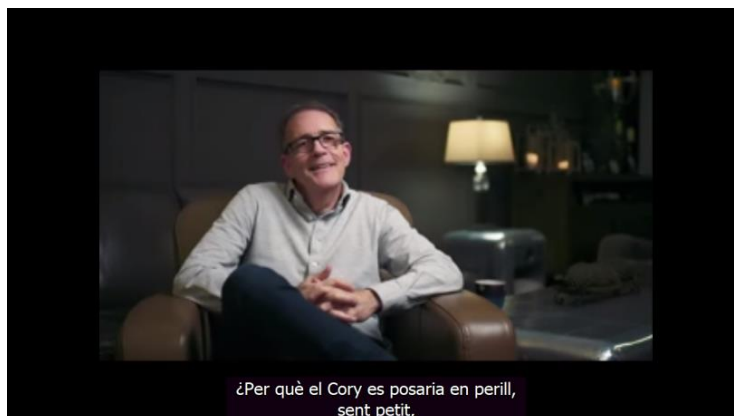 ¿Per què el Cory es posaria en perill,
sent petit,